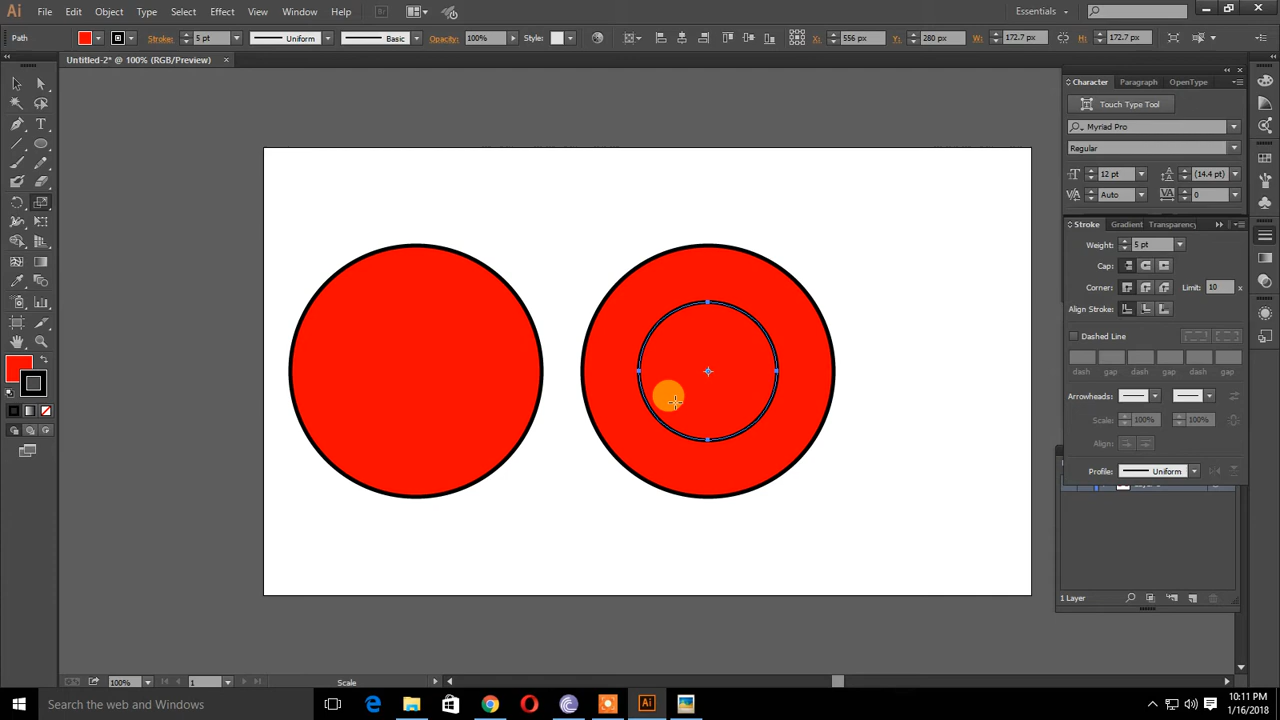 Ai File Edit Object Type Select Effect View Window Help Br Essentials
Path Stroke: 5 pt Uniform Basic Opacity: 100% Style: X: 556 px Y: 280 px W: 172.7 px H: 172.7 px
Untitled-2* @ 100% (RGB/Preview)
Character Paragraph OpenType
Touch Type Tool
Myriad Pro
Regular
12 pt (14.4 pt)
Auto 0
Stroke Gradient Transparency
Weight: 5 pt
Cap:
Corner: Limit: 10 x
Align Stroke:
Dashed Line
dash gap dash gap dash gap
Arrowheads:
Scale: 100% 100%
Align:
Profile: Uniform
1 Layer
100% 1 Scale
Search the web and Windows
Ai
10:11 PM
1/16/2018